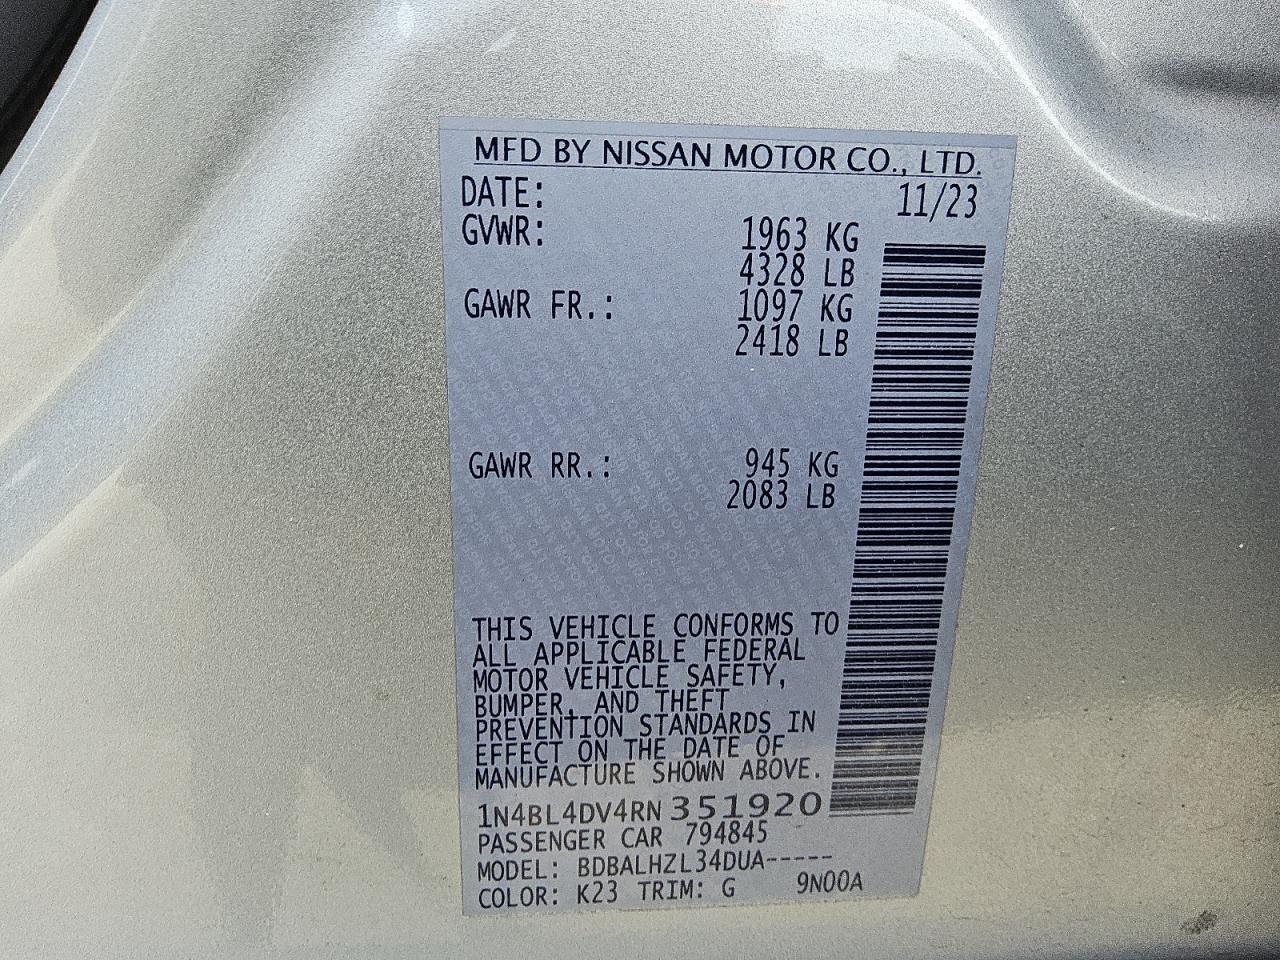 MFD BY NISSAN MOTOR CO., LTD.
DATE: 11/23
GVWR: 1963 KG
4328 LB
GAWR FR.: 1097 KG
2418 LB
GAWR RR.: 945 KG
2083 LB
THIS VEHICLE CONFORMS TO
ALL APPLICABLE FEDERAL
MOTOR VEHICLE SAFETY,
BUMPER, AND THEFT
PREVENTION STANDARDS IN
EFFECT ON THE DATE OF
MANUFACTURE SHOWN ABOVE.
1N4BL4DV4RN351920
PASSENGER CAR 794845
MODEL: BDBALHZL34DUA-----
COLOR: K23 TRIM: G 9N00A